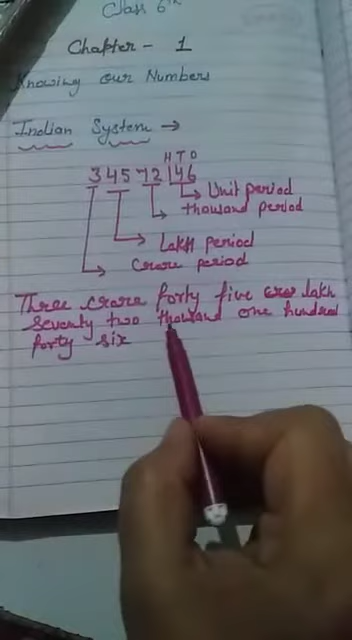 Class 6th
Chapter - 1
Knowing our Numbers
Indian System →
H T O
3 45 72 146
Unit period
thousand period
Lakh period
Crore period
Three crore forty five lakh
seventy two thousand one hundred
forty six